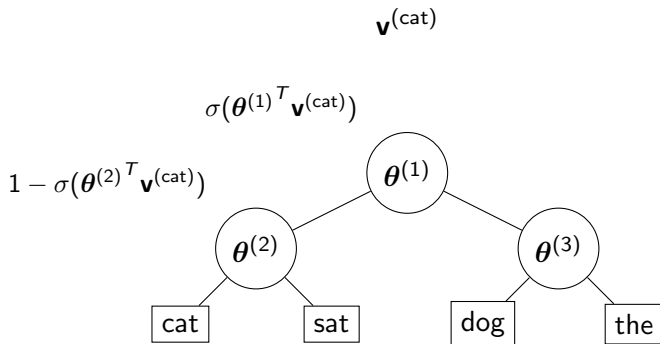 v^(cat)
σ(θ^(1)^T v^(cat))
1 − σ(θ^(2)^T v^(cat))
θ^(1)
θ^(2) θ^(3)
cat sat dog the